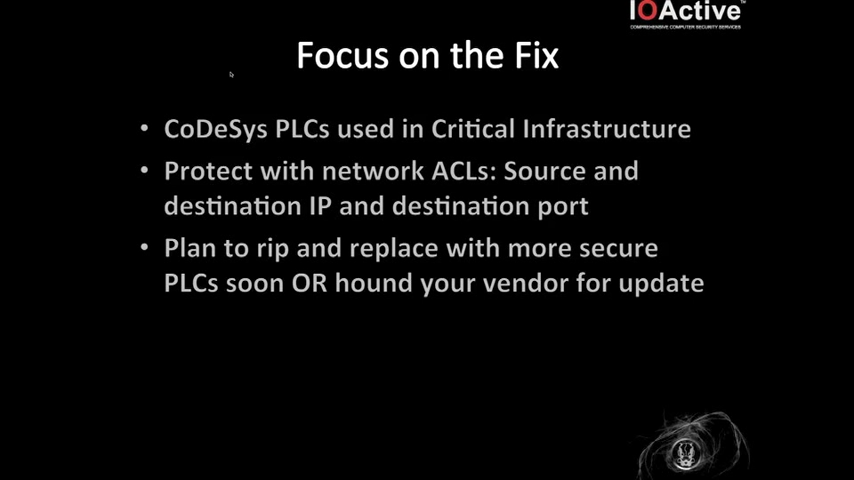 IOActive™
COMPREHENSIVE COMPUTER SECURITY SERVICES
Focus on the Fix
• CoDeSys PLCs used in Critical Infrastructure
• Protect with network ACLs: Source and
destination IP and destination port
• Plan to rip and replace with more secure
PLCs soon OR hound your vendor for update